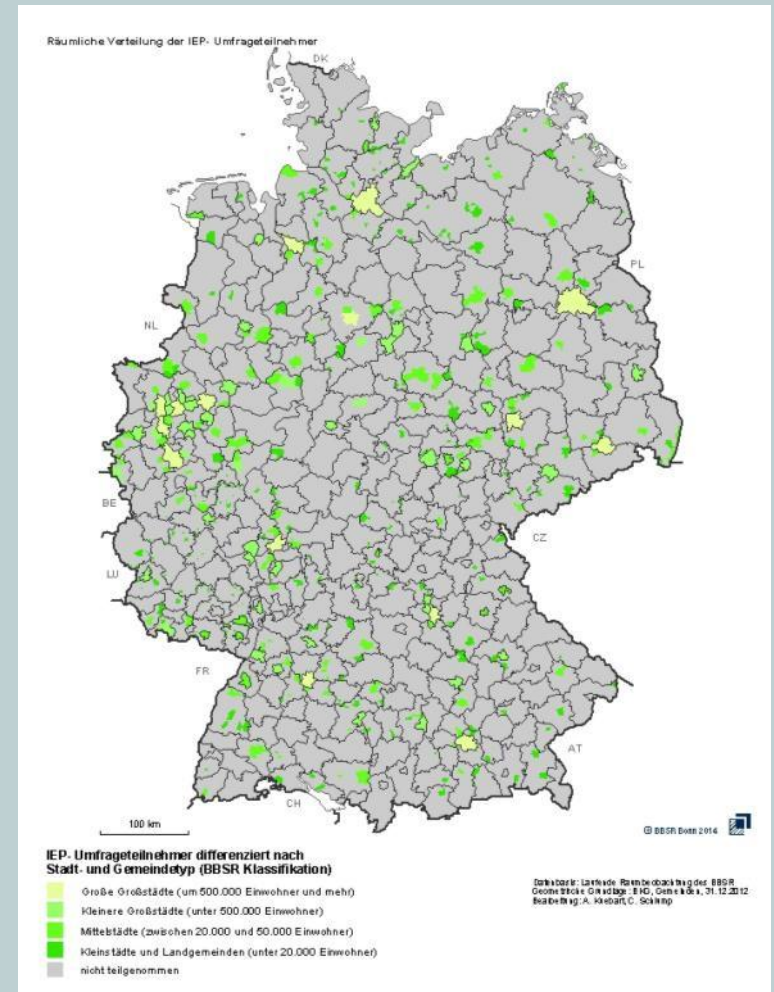 Räumliche Verteilung der IEP- Umfrageteilnehmer
DK
PL
NL
BE
LU
CZ
FR
AT
CH
100 km
© BBSR Bonn 2014
IEP- Umfrageteilnehmer differenziert nach
Stadt- und Gemeindetyp (BBSR Klassifikation)
Große Großstädte (um 500.000 Einwohner und mehr)
Kleinere Großstädte (unter 500.000 Einwohner)
Mittelstädte (zwischen 20.000 und 50.000 Einwohner)
Kleinstädte und Landgemeinden (unter 20.000 Einwohner)
nicht teilgenommen
Datenbasis: Laufende Raumbeobachtung des BBSR
Geometrische Grundlage: BKG, Gemeinden, 31.12.2012
Bearbeitung: A. C.